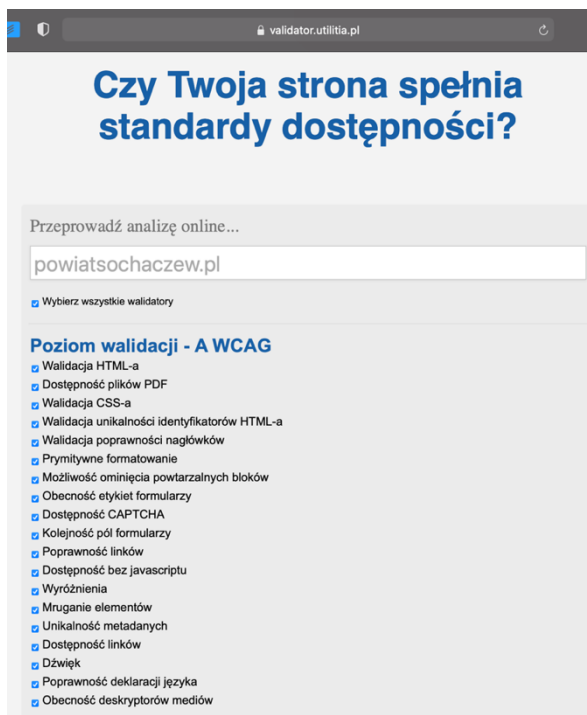 validator.utilitia.pl
Czy Twoja strona spełnia
standardy dostępności?
Przeprowadź analizę online...
powiatsochaczew.pl
Wybierz wszystkie walidatory
Poziom walidacji - A WCAG
Walidacja HTML-a
Dostępność plików PDF
Walidacja CSS-a
Walidacja unikalności identyfikatorów HTML-a
Walidacja poprawności nagłówków
Prymitywne formatowanie
Możliwość ominięcia powtarzalnych bloków
Obecność etykiet formularzy
Dostępność CAPTCHA
Kolejność pól formularzy
Poprawność linków
Dostępność bez javascriptu
Wyróżnienia
Mruganie elementów
Unikalność metadanych
Dostępność linków
Dźwięk
Poprawność deklaracji języka
Obecność deskryptorów mediów